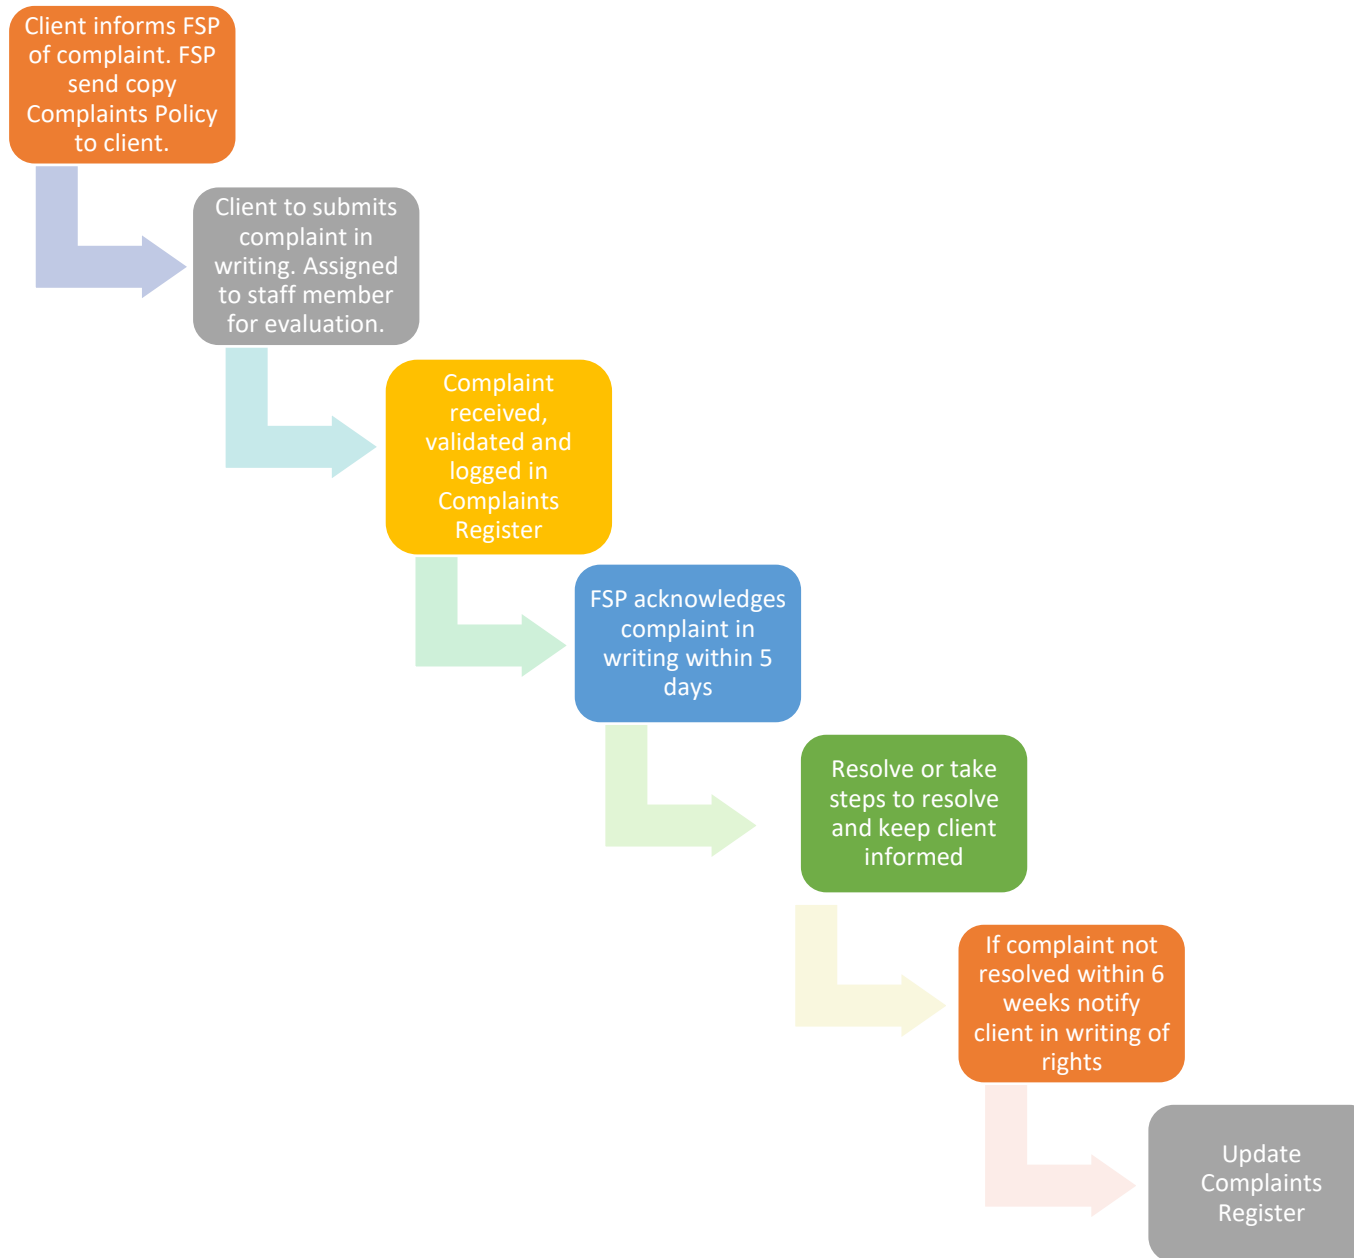 Client informs FSP
of complaint. FSP
send copy
Complaints Policy
to client.
Client to submits
complaint in
writing. Assigned
to staff member
for evaluation.
Complaint
received,
validated and
logged in
Complaints
Register
FSP acknowledges
complaint in
writing within 5
days
Resolve or take
steps to resolve
and keep client
informed
If complaint not
resolved within 6
weeks notify
client in writing of
rights
Update
Complaints
Register